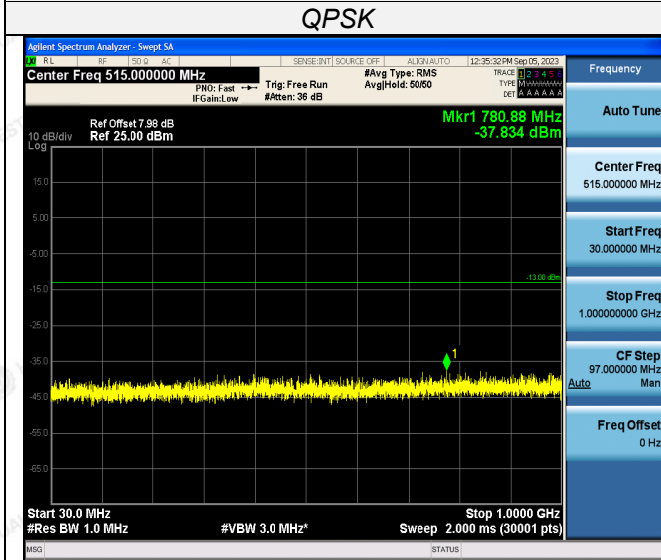 QPSK
Agilent Spectrum Analyzer - Swept SA
RL RF 50 Ω AC SENSE:INT SOURCE OFF ALIGNAUTO 12:35:32 PM Sep 05, 2023
Center Freq 515.000000 MHz
PNO: Fast
IFGain:Low
Trig: Free Run
#Atten: 36 dB
#Avg Type: RMS
Avg|Hold: 50/50
TRACE 1 2 3 4 5 6
TYPE M
DET A A A A A A
Ref Offset 7.98 dB
10 dB/div Ref 25.00 dBm
Log
Mkr1 780.88 MHz
-37.834 dBm
15.0
5.00
-5.00
-13.00 dBm
-15.0
-25.0
-35.0
1
-45.0
-55.0
-65.0
Start 30.0 MHz Stop 1.0000 GHz
#Res BW 1.0 MHz #VBW 3.0 MHz* Sweep 2.000 ms (30001 pts)
MSG STATUS
Frequency
Auto Tune
Center Freq
515.000000 MHz
Start Freq
30.000000 MHz
Stop Freq
1.000000000 GHz
CF Step
97.000000 MHz
Auto Man
Freq Offset
0 Hz